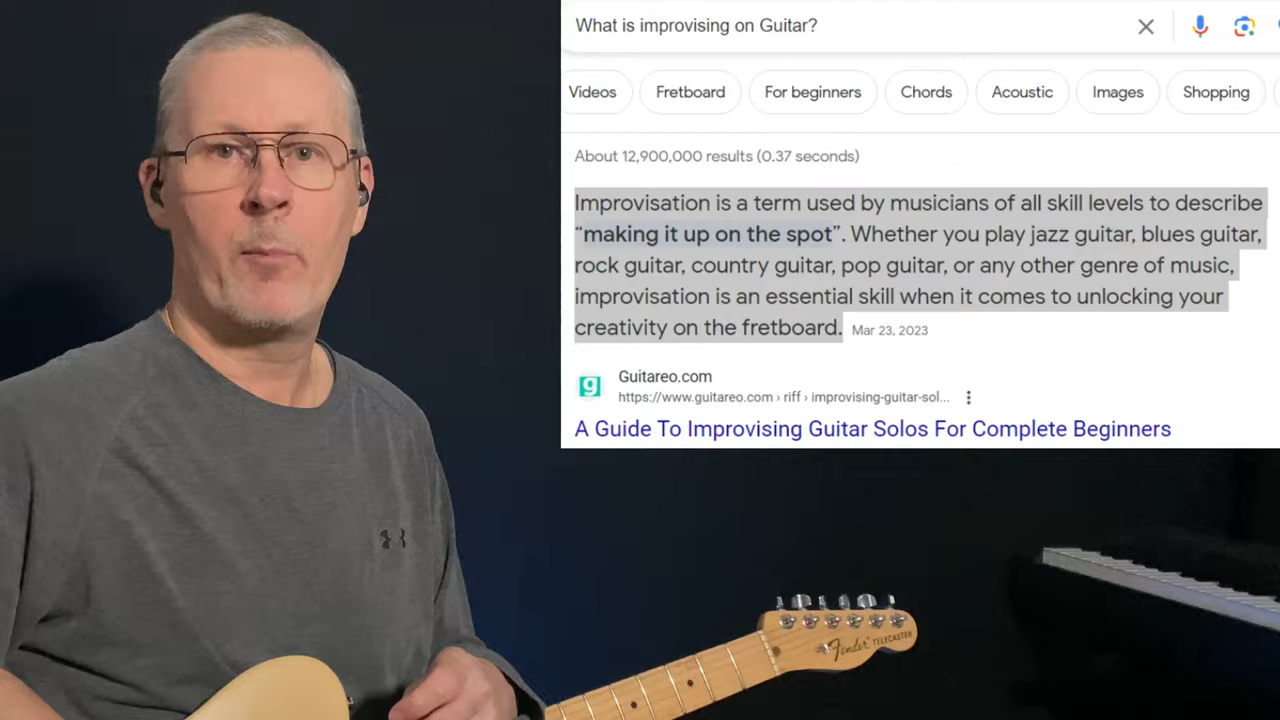 What is improvising on Guitar?
Videos
Fretboard
For beginners
Chords
Acoustic
Images
Shopping
About 12,900,000 results (0.37 seconds)
Improvisation is a term used by musicians of all skill levels to describe
“making it up on the spot”. Whether you play jazz guitar, blues guitar,
rock guitar, country guitar, pop guitar, or any other genre of music,
improvisation is an essential skill when it comes to unlocking your
creativity on the fretboard. Mar 23, 2023
g
Guitareo.com
https://www.guitareo.com › riff › improvising-guitar-sol...
A Guide To Improvising Guitar Solos For Complete Beginners
Fender TELECASTER